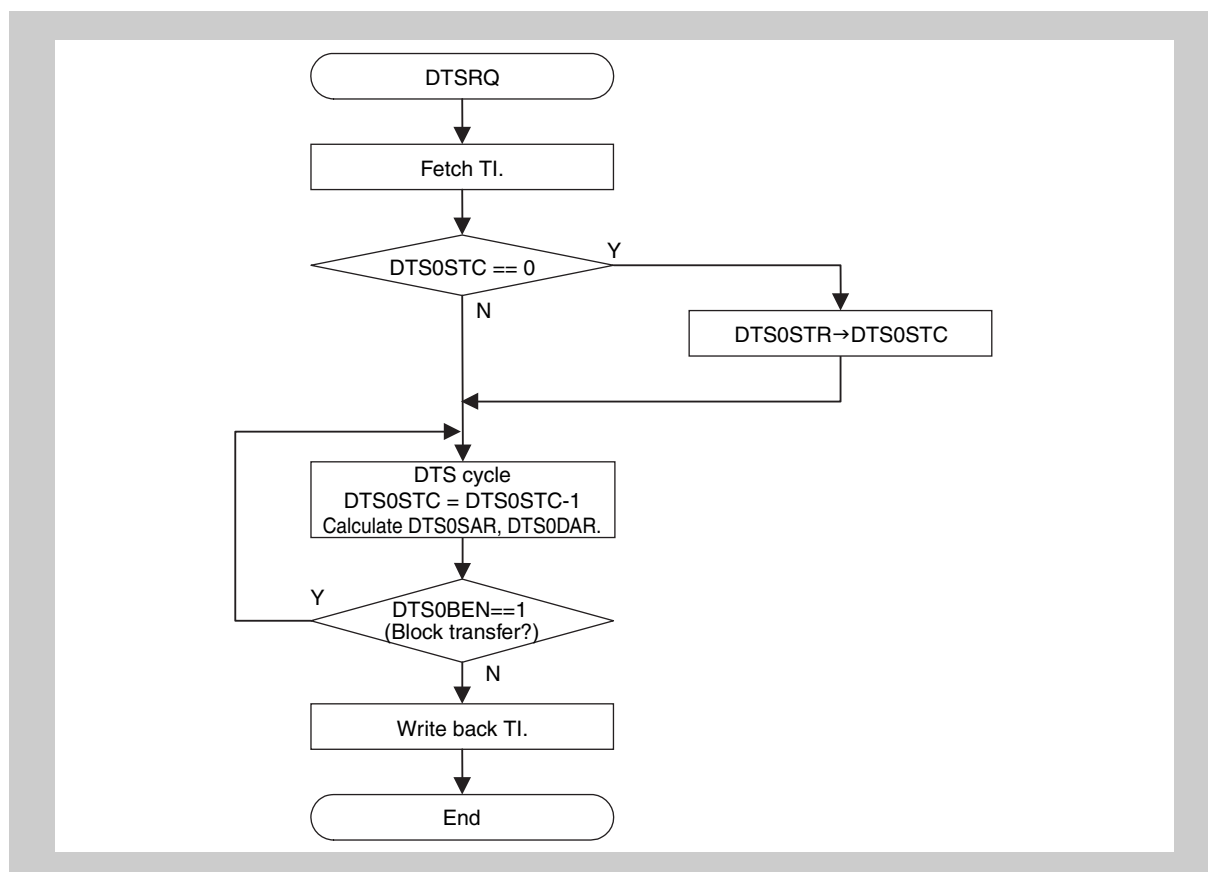 DTSRQ
Fetch TI.
DTS0STC == 0
Y
N
DTS0STR→DTS0STC
DTS cycle
DTS0STC = DTS0STC-1
Calculate DTS0SAR, DTS0DAR.
Y
DTS0BEN==1
(Block transfer?)
N
Write back TI.
End